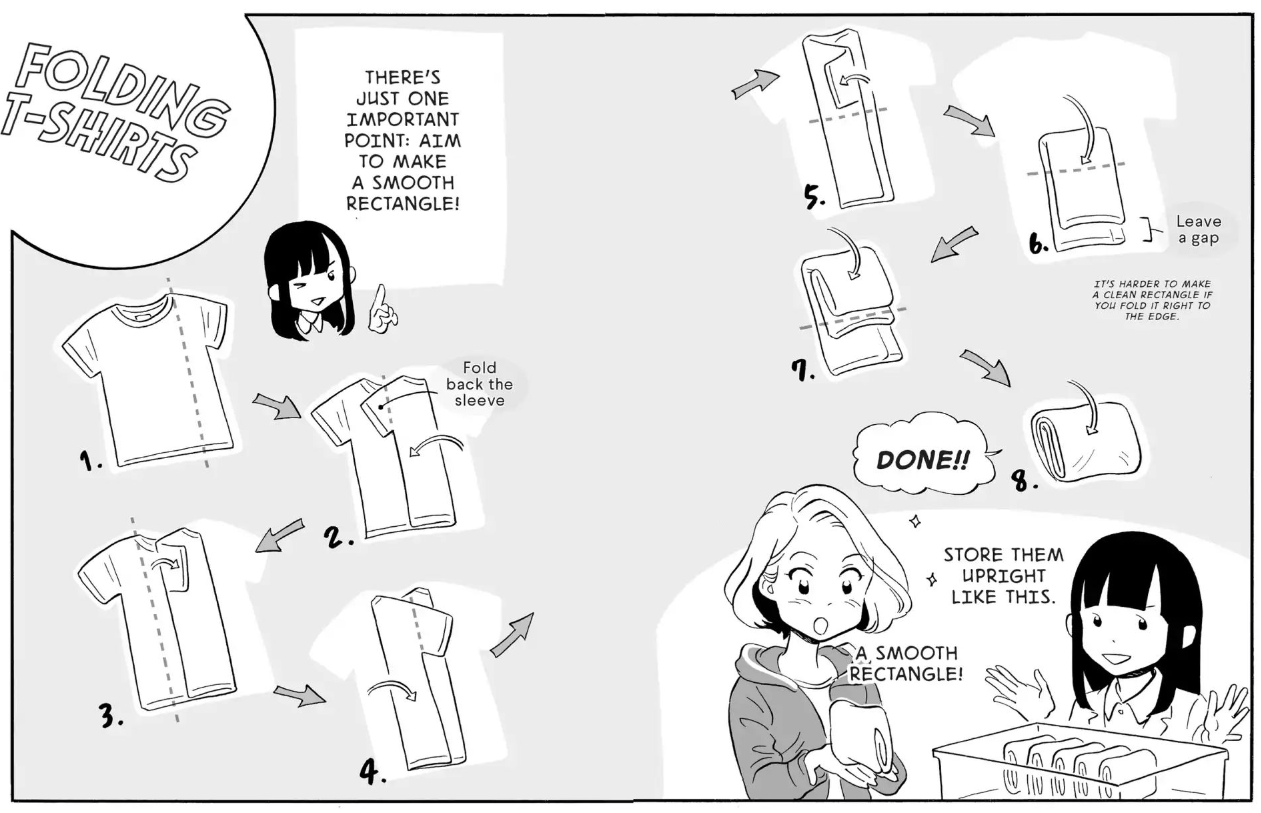 FOLDING
T-SHIRTS
THERE'S
JUST ONE
IMPORTANT
POINT: AIM
TO MAKE
A SMOOTH
RECTANGLE!
1.
Fold
back the
sleeve
2.
3.
4.
5.
6.
Leave
a gap
IT'S HARDER TO MAKE
A CLEAN RECTANGLE IF
YOU FOLD IT RIGHT TO
THE EDGE.
7.
8.
DONE!!
STORE THEM
UPRIGHT
LIKE THIS.
A SMOOTH
RECTANGLE!